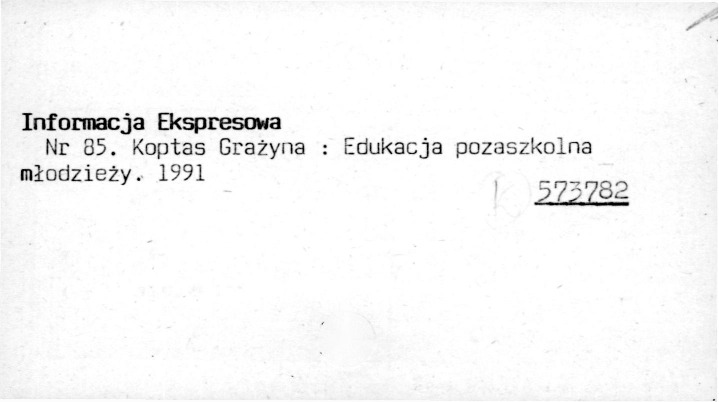 Informacja Ekspresowa
Nr 85. Koptas Grażyna : Edukacja pozaszkolna
młodzieży. 1991
573782